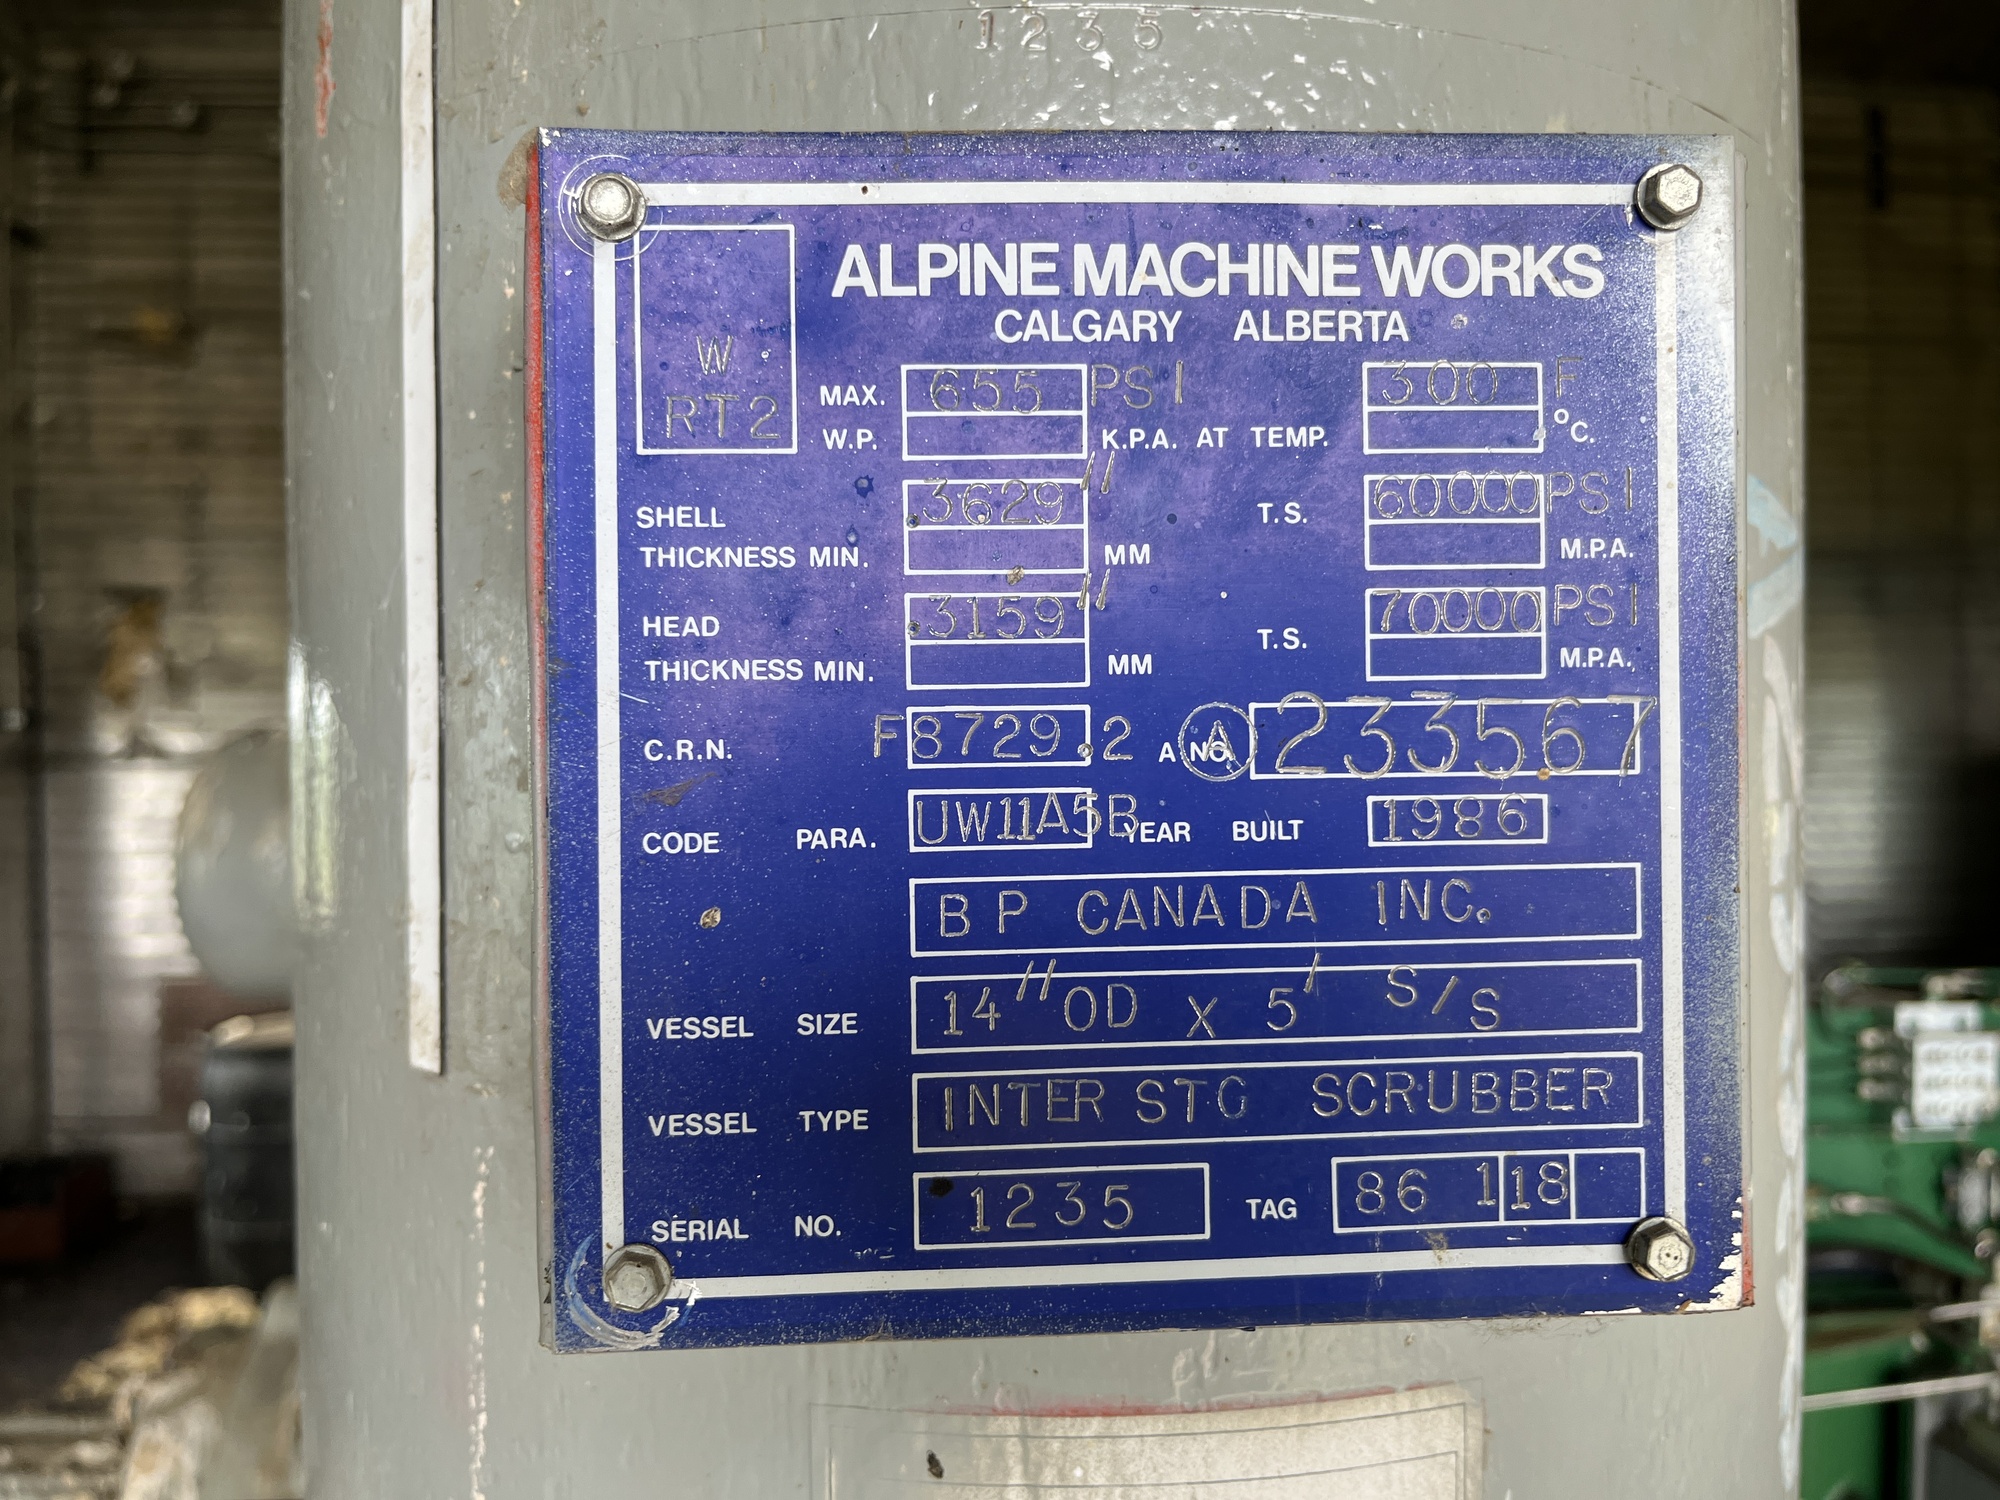 1235
ALPINE MACHINE WORKS
CALGARY ALBERTA
W
RT2
MAX. 655 PSI 300 F
W.P. K.P.A. AT TEMP. °C.
SHELL .3629" T.S. 60000 PSI
THICKNESS MIN. MM M.P.A.
HEAD .3159" T.S. 70000 PSI
THICKNESS MIN. MM M.P.A.
C.R.N. F8729.2 A NO. A 233567
CODE PARA. UW11A5B YEAR BUILT 1986
BP CANADA INC.
VESSEL SIZE 14"OD X 5' S/S
VESSEL TYPE INTER STG SCRUBBER
SERIAL NO. 1235 TAG 86 118